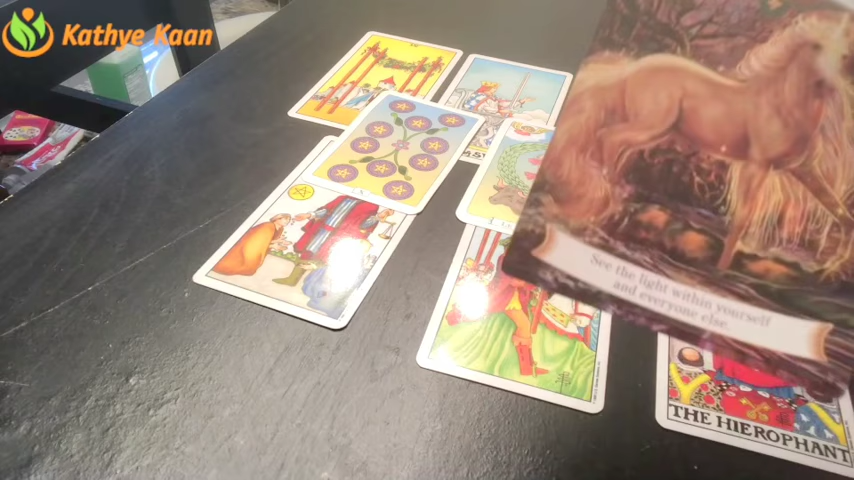 Kathye Kaan
See the light within yourself
and everyone else.
THE HIEROPHANT